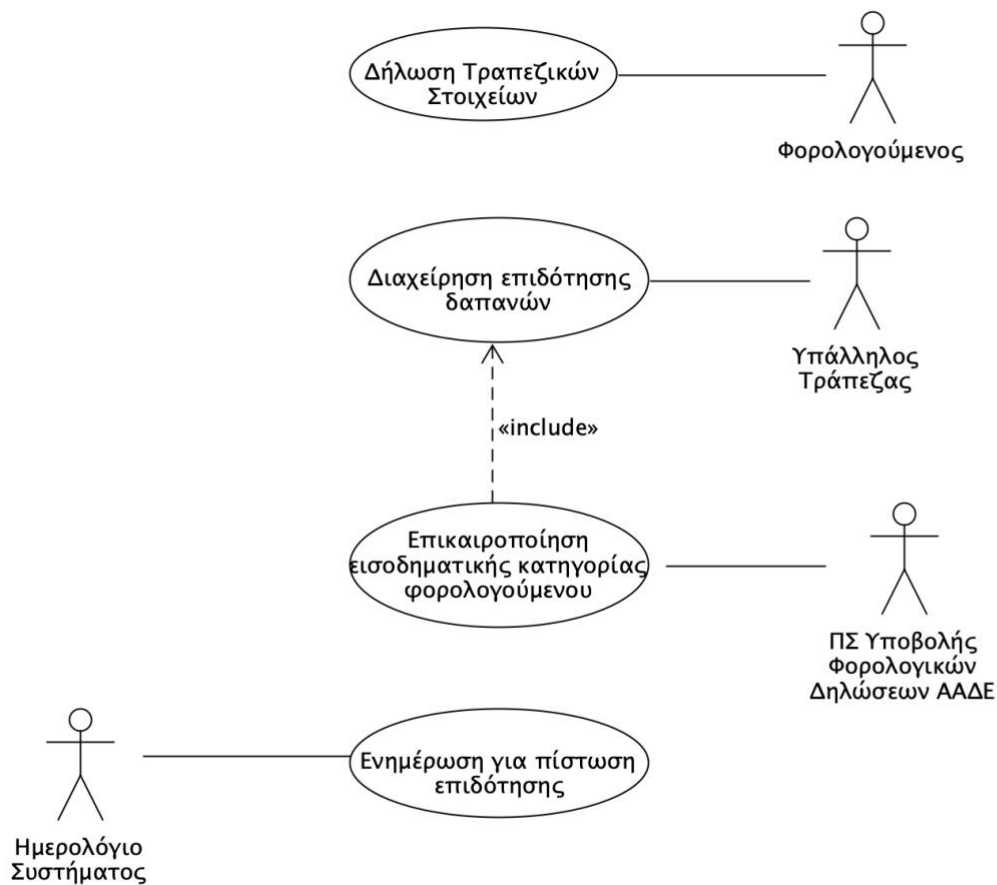 Δήλωση Τραπεζικών
Στοιχείων
Φορολογούμενος
Διαχείρηση επιδότησης
δαπανών
Υπάλληλος
Τράπεζας
«include»
Επικαιροποίηση
εισοδηματικής κατηγορίας
φορολογούμενου
ΠΣ Υποβολής
Φορολογικών
Δηλώσεων ΑΑΔΕ
Ενημέρωση για πίστωση
επιδότησης
Ημερολόγιο
Συστήματος